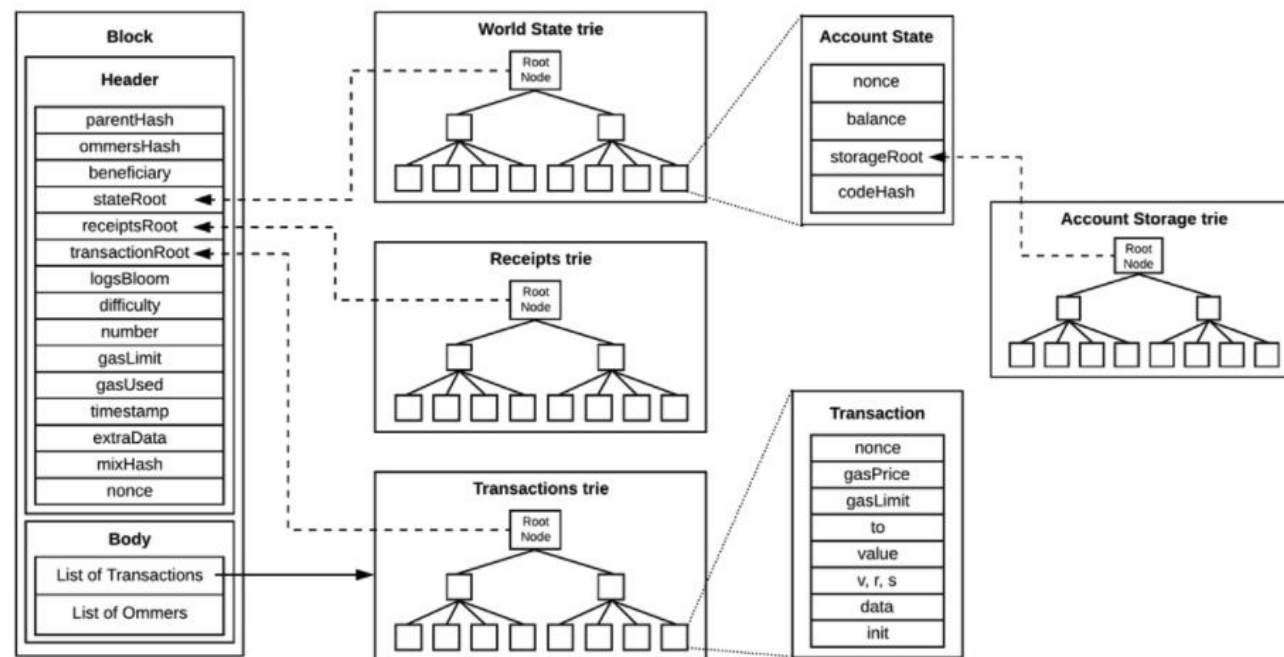 Block
Header
parentHash
ommersHash
beneficiary
stateRoot
receiptsRoot
transactionRoot
logsBloom
difficulty
number
gasLimit
gasUsed
timestamp
extraData
mixHash
nonce
Body
List of Transactions
List of Ommers
World State trie
Root
Node
Receipts trie
Root
Node
Transactions trie
Root
Node
Account State
nonce
balance
storageRoot
codeHash
Account Storage trie
Root
Node
Transaction
nonce
gasPrice
gasLimit
to
value
v, r, s
data
init